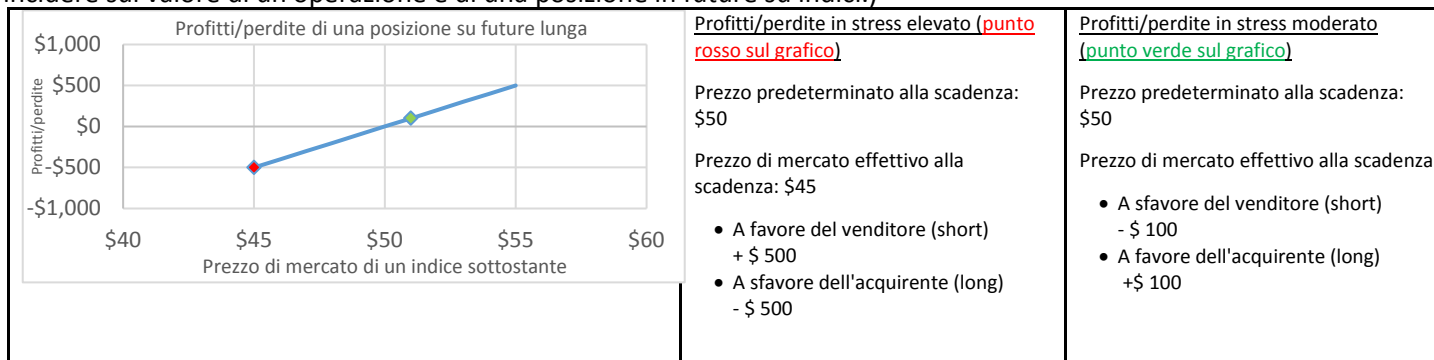 incidere sul valore di un'operazione e di una posizione in future su indici.)
Profitti/perdite di una posizione su future lunga
$1,000
$500
$0
-$500
-$1,000
Profitti/perdite
$40 $45 $50 $55 $60
Prezzo di mercato di un indice sottostante
Profitti/perdite in stress elevato (punto
rosso sul grafico)
Prezzo predeterminato alla scadenza:
$50
Prezzo di mercato effettivo alla
scadenza: $45
• A favore del venditore (short)
+ $ 500
• A sfavore dell'acquirente (long)
- $ 500
Profitti/perdite in stress moderato
(punto verde sul grafico)
Prezzo predeterminato alla scadenza:
$50
Prezzo di mercato effettivo alla scadenza
• A sfavore del venditore (short)
- $ 100
• A favore dell'acquirente (long)
+$ 100